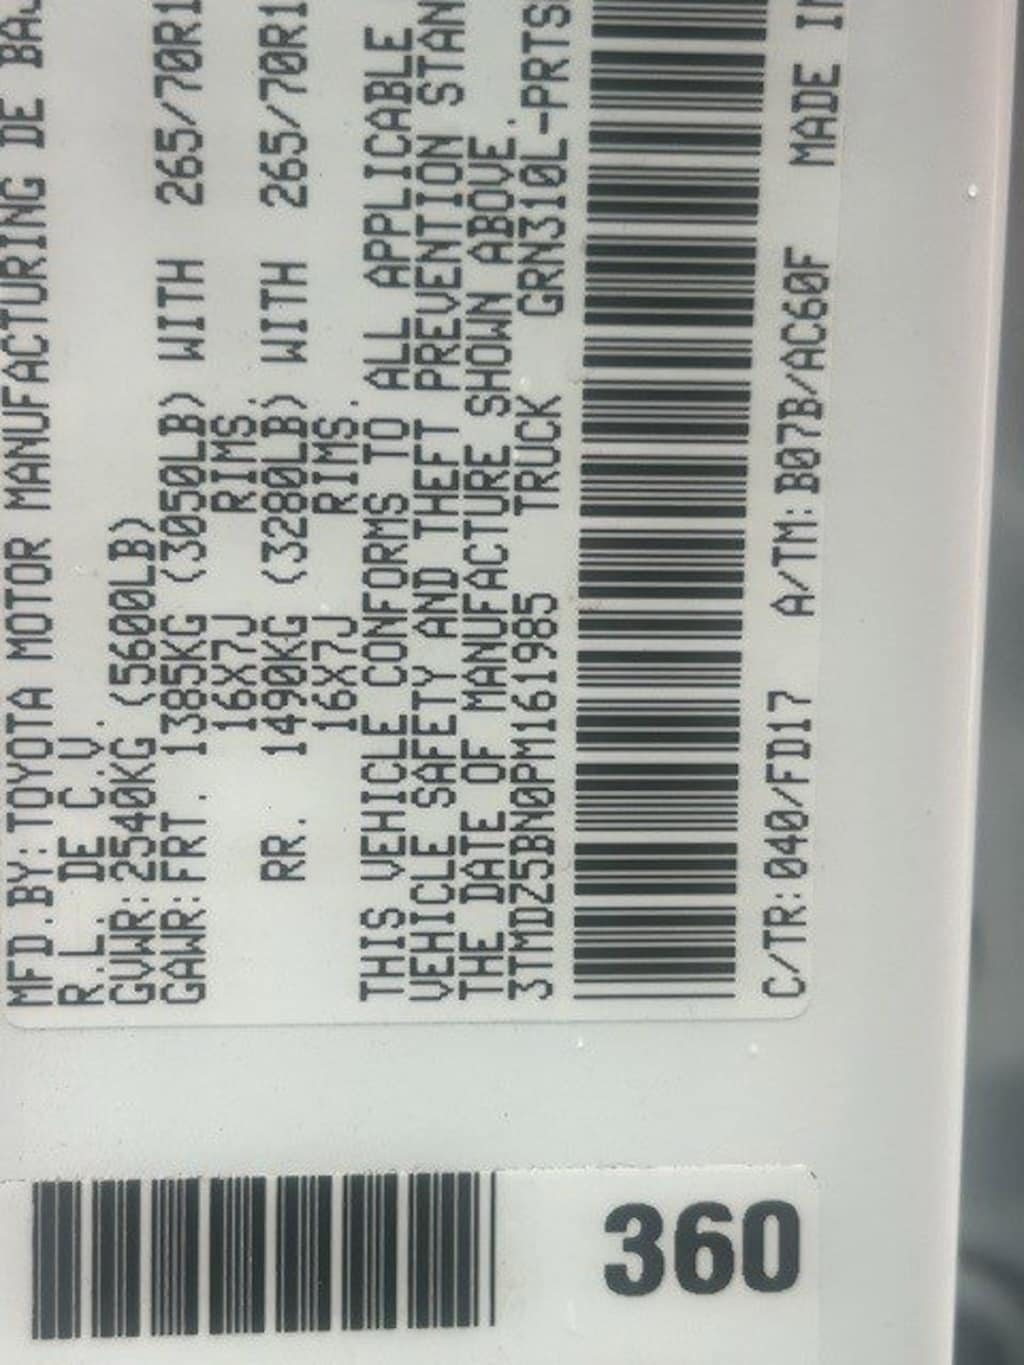 MFD.BY:TOYOTA MOTOR MANUFACTURING DE
R.L. DE C.V.
GVWR:2540KG (5600LB)
GAWR:FRT. 1385KG (3050LB) WITH 265/70R1
16X7J RIMS.
RR. 1490KG (3280LB) WITH 265/70R1
16X7J RIMS.
THIS VEHICLE CONFORMS TO ALL APPLICABLE
VEHICLE SAFETY AND THEFT PREVENTION STAN
THE DATE OF MANUFACTURE SHOWN ABOVE.
3TMDZ5BN0PM161985 TRUCK GRN310L-PRTS
C/TR:040/FD17 A/TM:B07B/AC60F MADE IN
360